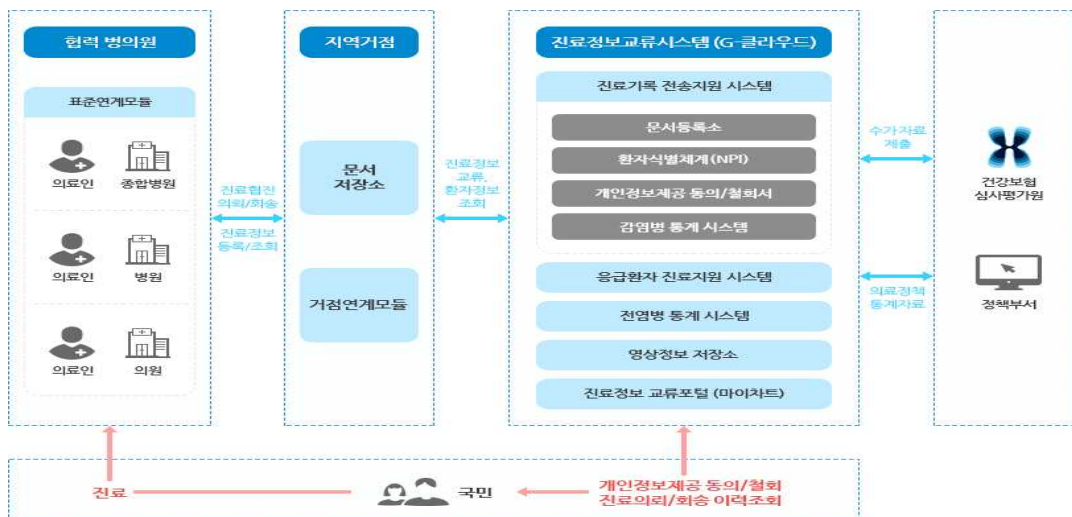 협력 병의원
표준연계모듈
의료인
종합병원
의료인
병원
의료인
의원
진료협진
의뢰/회송
진료정보
등록/조회
지역거점
문서
저장소
거점연계모듈
진료정보
교류,
환자정보
조회
진료정보교류시스템 (G-클라우드)
진료기록 전송지원 시스템
문서등록소
환자식별체계(NPI)
개인정보제공 동의/철회서
감염병 통계 시스템
응급환자 진료지원 시스템
전염병 통계 시스템
영상정보 저장소
진료정보 교류포털 (마이차트)
수가자료
제출
의료정책
통계자료
건강보험
심사평가원
정책부서
진료
국민
개인정보제공 동의/철회
진료의뢰/회송 이력조회